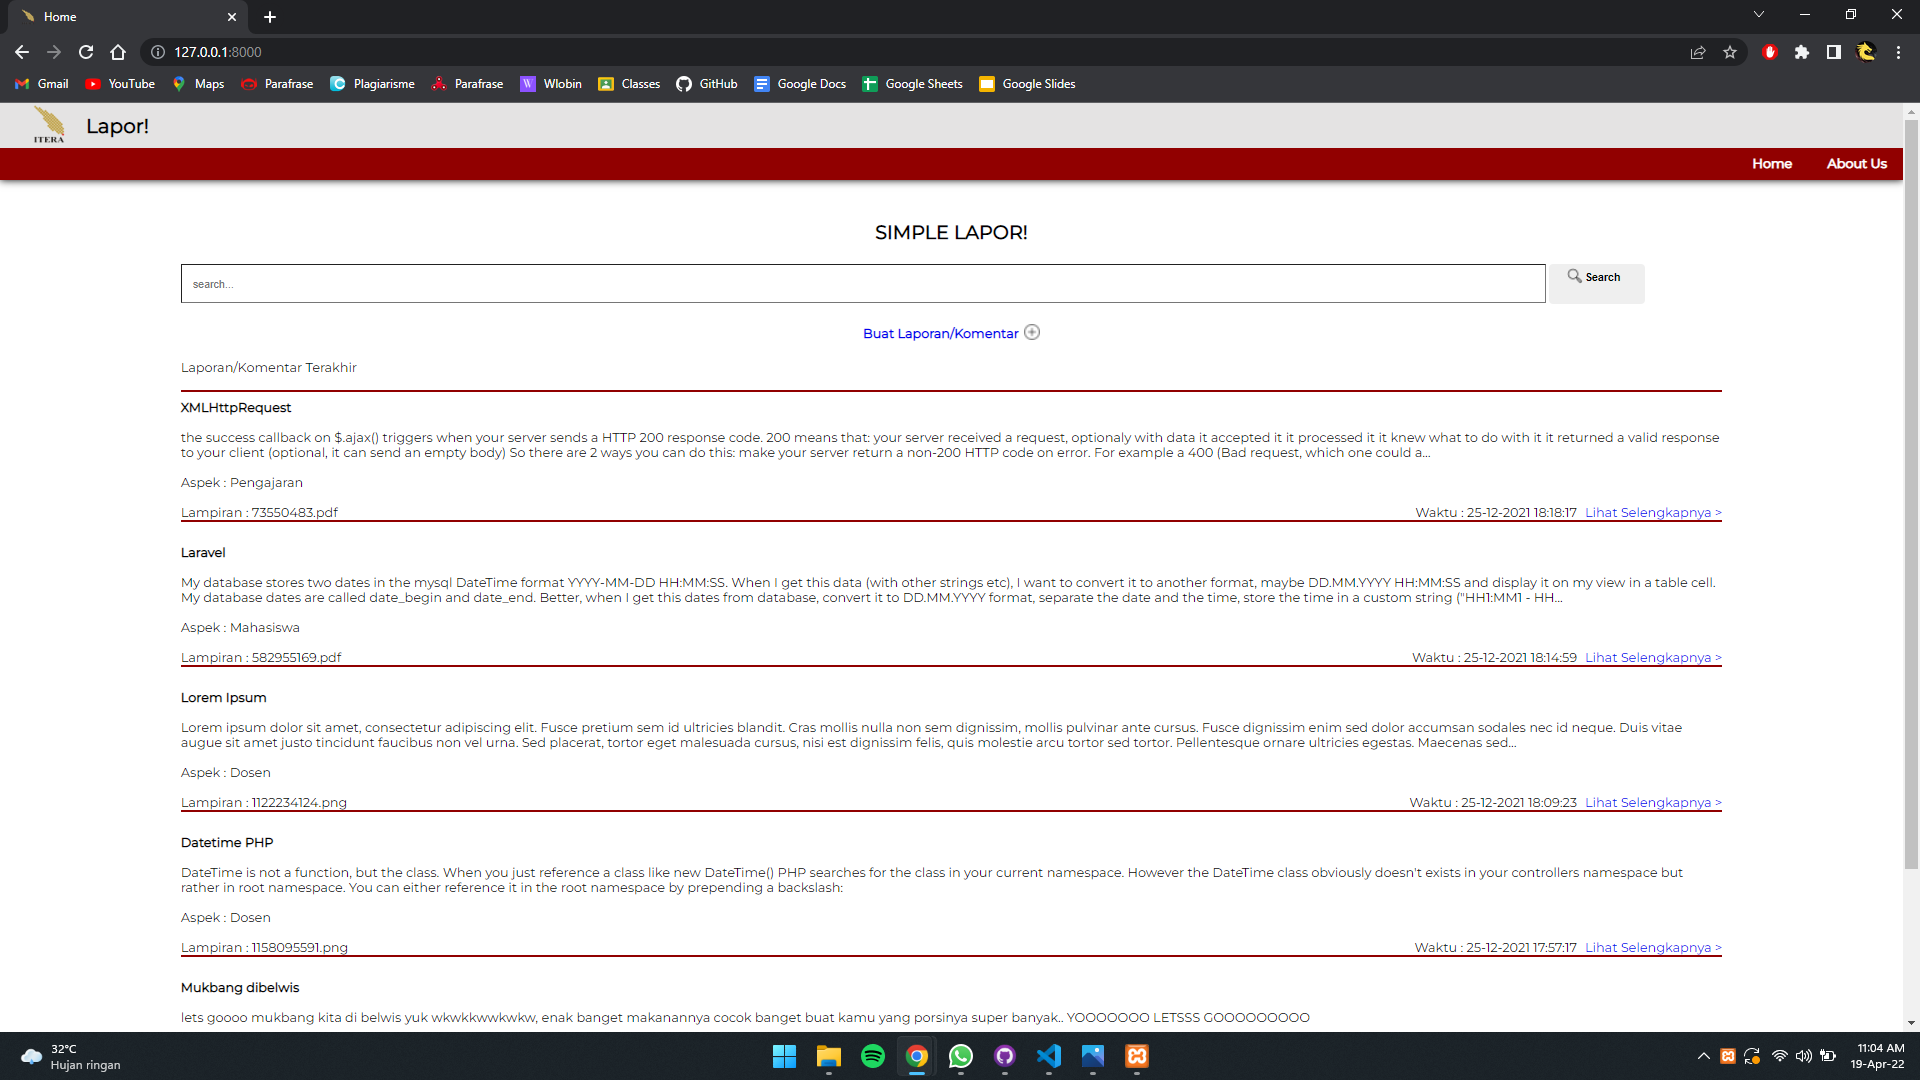 Home
127.0.0.1:8000
Gmail YouTube Maps Parafrase Plagiarisme Parafrase Wlobin Classes GitHub Google Docs Google Sheets Google Slides
ITERA Lapor!
Home About Us
SIMPLE LAPOR!
search... Search
Buat Laporan/Komentar
Laporan/Komentar Terakhir
XMLHttpRequest
the success callback on $.ajax() triggers when your server sends a HTTP 200 response code. 200 means that: your server received a request, optionaly with data it accepted it it processed it it knew what to do with it it returned a valid response
to your client (optional, it can send an empty body) So there are 2 ways you can do this: make your server return a non-200 HTTP code on error. For example a 400 (Bad request, which one could a...
Aspek : Pengajaran
Lampiran : 73550483.pdf Waktu : 25-12-2021 18:18:17 Lihat Selengkapnya >
Laravel
My database stores two dates in the mysql DateTime format YYYY-MM-DD HH:MM:SS. When I get this data (with other strings etc), I want to convert it to another format, maybe DD.MM.YYYY HH:MM:SS and display it on my view in a table cell.
My database dates are called date_begin and date_end. Better, when I get this dates from database, convert it to DD.MM.YYYY format, separate the date and the time, store the time in a custom string ("HH1:MM1 - HH...
Aspek : Mahasiswa
Lampiran : 582955169.pdf Waktu : 25-12-2021 18:14:59 Lihat Selengkapnya >
Lorem Ipsum
Lorem ipsum dolor sit amet, consectetur adipiscing elit. Fusce pretium sem id ultricies blandit. Cras mollis nulla non sem dignissim, mollis pulvinar ante cursus. Fusce dignissim enim sed dolor accumsan sodales nec id neque. Duis vitae
augue sit amet justo tincidunt faucibus non vel urna. Sed placerat, tortor eget malesuada cursus, nisi est dignissim felis, quis molestie arcu tortor sed tortor. Pellentesque ornare ultricies egestas. Maecenas sed...
Aspek : Dosen
Lampiran : 1122234124.png Waktu : 25-12-2021 18:09:23 Lihat Selengkapnya >
Datetime PHP
DateTime is not a function, but the class. When you just reference a class like new DateTime() PHP searches for the class in your current namespace. However the DateTime class obviously doesn't exists in your controllers namespace but
rather in root namespace. You can either reference it in the root namespace by prepending a backslash:
Aspek : Dosen
Lampiran : 1158095591.png Waktu : 25-12-2021 17:57:17 Lihat Selengkapnya >
Mukbang dibelwis
lets goooo mukbang kita di belwis yuk wkwkkwwkwkw, enak banget makanannya cocok banget buat kamu yang porsinya super banyak.. YOOOOOOO LETSSS GOOOOOOOOO
32°C
Hujan ringan
11:04 AM
19-Apr-22